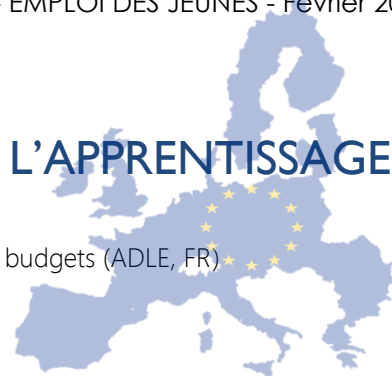 EMPLOI DES JEUNES - Février 20
L'APPRENTISSAGE
budgets (ADLE, FR)